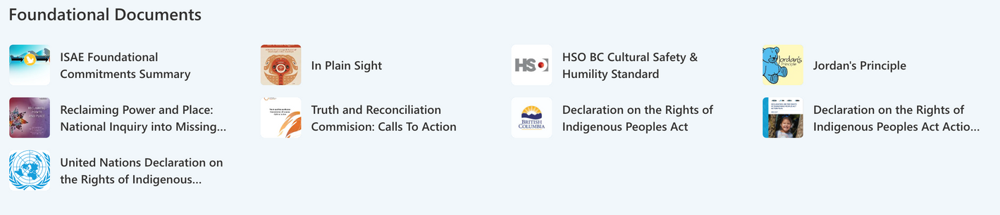 Foundational Documents
ISAE Foundational
Commitments Summary
In Plain Sight
HSO
HSO BC Cultural Safety &
Humility Standard
Jordan's
Principle
Jordan's Principle
RECLAIMING
POWER
AND PLACE
Reclaiming Power and Place:
National Inquiry into Missing...
Truth and Reconciliation
Commision: Calls To Action
BRITISH
COLUMBIA
Declaration on the Rights of
Indigenous Peoples Act
Declaration on the Rights of
Indigenous Peoples Act Actio...
United Nations Declaration on
the Rights of Indigenous...